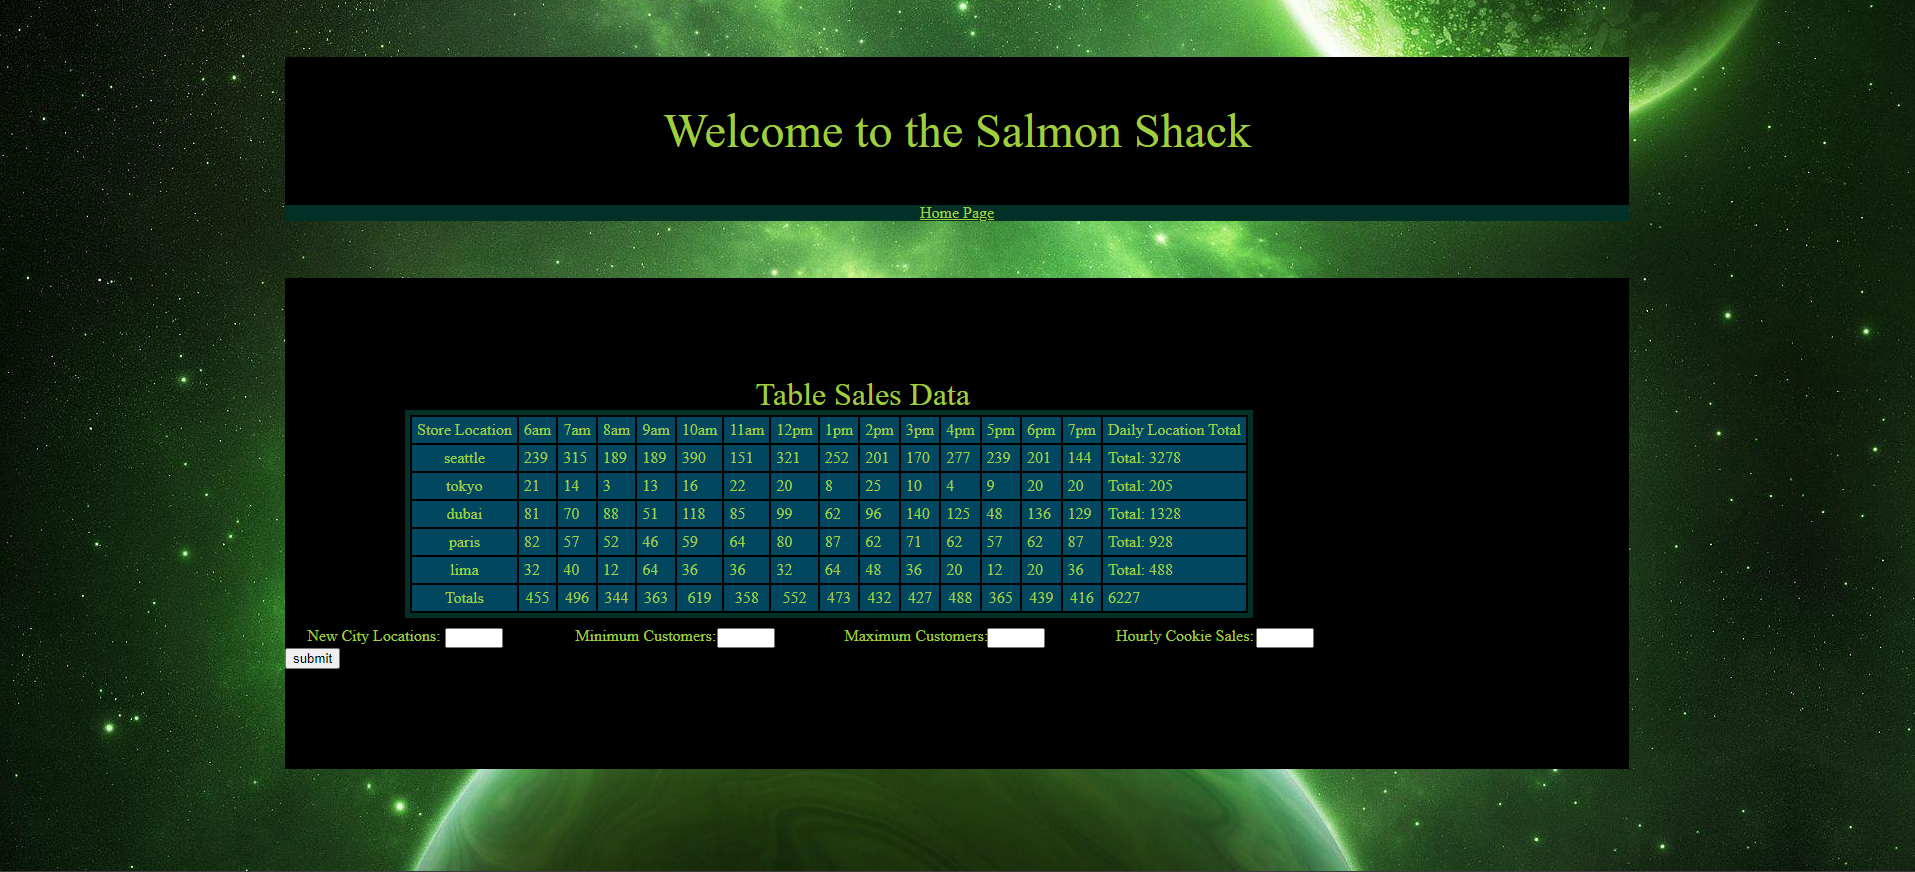 Welcome to the Salmon Shack
Home Page
Table Sales Data
Store Location 6am 7am 8am 9am 10am 11am 12pm 1pm 2pm 3pm 4pm 5pm 6pm 7pm Daily Location Total
seattle 239 315 189 189 390 151 321 252 201 170 277 239 201 144 Total: 3278
tokyo 21 14 3 13 16 22 20 8 25 10 4 9 20 20 Total: 205
dubai 81 70 88 51 118 85 99 62 96 140 125 48 136 129 Total: 1328
paris 82 57 52 46 59 64 80 87 62 71 62 57 62 87 Total: 928
lima 32 40 12 64 36 36 32 64 48 36 20 12 20 36 Total: 488
Totals 455 496 344 363 619 358 552 473 432 427 488 365 439 416 6227
New City Locations: Minimum Customers: Maximum Customers: Hourly Cookie Sales:
submit